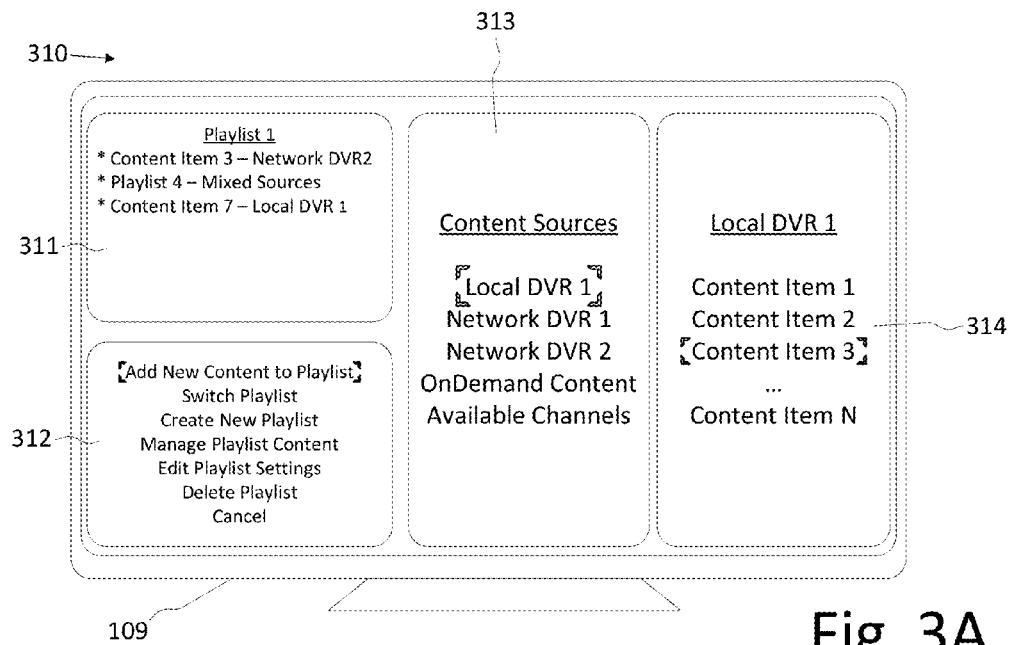 313
310
Playlist 1
* Content Item 3 – Network DVR2
* Playlist 4 – Mixed Sources
* Content Item 7 – Local DVR 1
311
Add New Content to Playlist
Switch Playlist
Create New Playlist
Manage Playlist Content
Edit Playlist Settings
Delete Playlist
Cancel
312
Content Sources
Local DVR 1
Network DVR 1
Network DVR 2
OnDemand Content
Available Channels
Local DVR 1
Content Item 1
Content Item 2
Content Item 3
...
Content Item N
314
109
Fig. 3A